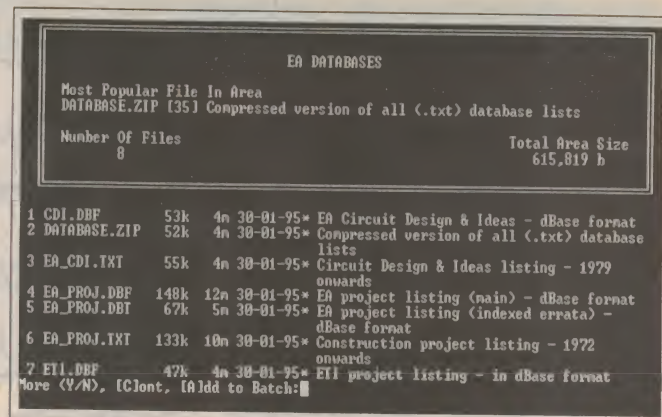 EA DATABASES
Most Popular File In Area
DATABASE.ZIP [35] Compressed version of all (.txt) database lists
Number Of Files
8
Total Area Size
615,819 b
1 CDI.DBF 53k 4m 30-01-95* EA Circuit Design & Ideas - dBase format
2 DATABASE.ZIP 52k 4m 30-01-95* Compressed version of all (.txt) database
lists
3 EA_CDI.TXT 55k 4m 30-01-95* Circuit Design & Ideas listing - 1979
onwards
4 EA_PROJ.DBF 148k 12m 30-01-95* EA project listing (main) - dBase format
5 EA_PROJ.DBT 67k 5m 30-01-95* EA project listing (indexed errata) -
dBase format
6 EA_PROJ.TXT 133k 10m 30-01-95* Construction project listing - 1972
onwards
7 ETI.DBF 47k 4m 30-01-95* ETI project listing - in dBase format
More (Y/N), [C]ont, [A]dd to Batch: